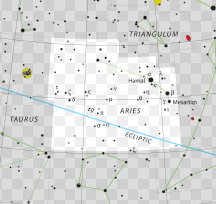 TRIANGULUM
Hamal
α
β
Mesartim
γ
ν
ε
δ
μ
η
ρ
π
σ
ο
ARIES
TAURUS
ECLIPTIC